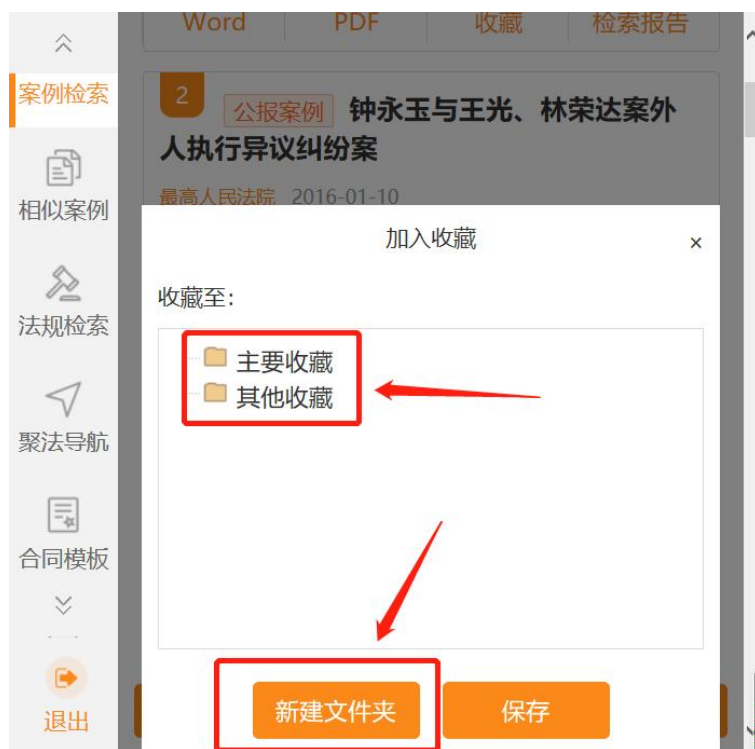 Word PDF 收藏 检索报告
案例检索
2 公报案例 钟永玉与王光、林荣达案外
人执行异议纠纷案
最高人民法院 2016-01-10
相似案例
加入收藏 ×
收藏至：
法规检索
主要收藏
其他收藏
聚法导航
合同模板
新建文件夹 保存
退出